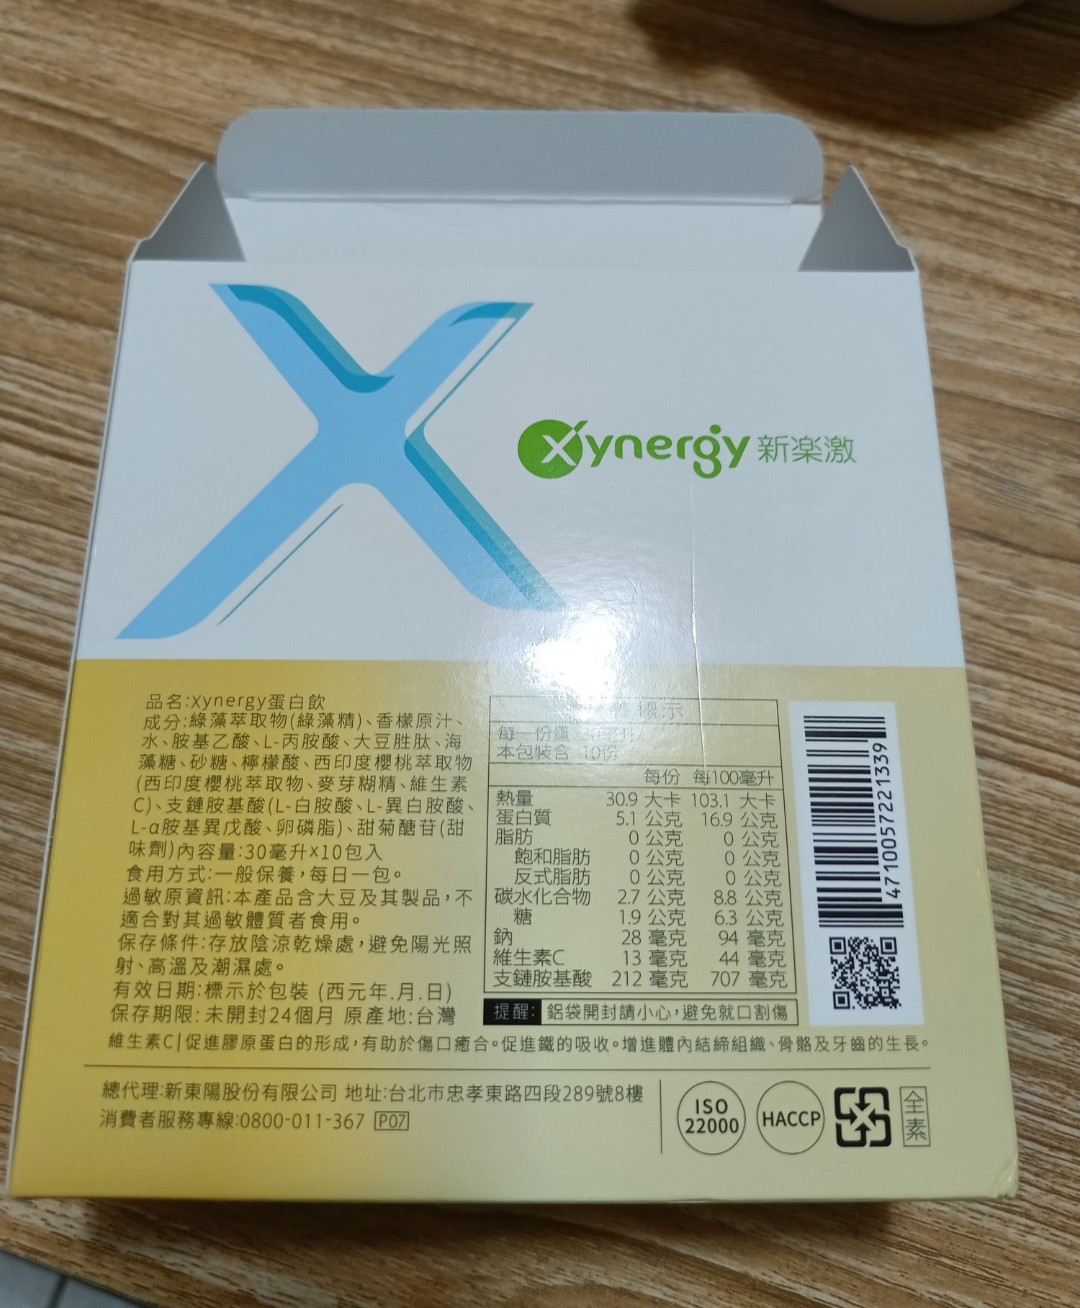 Xynergy 新楽激
品名:Xynergy蛋白飲
成分:綠藻萃取物(綠藻精)、香檬原汁、
水、胺基乙酸、L-丙胺酸、大豆胜肽、海
藻糖、砂糖、檸檬酸、西印度櫻桃萃取物
(西印度櫻桃萃取物、麥芽糊精、維生素
C)、支鏈胺基酸(L-白胺酸、L-異白胺酸、
L-α胺基異戊酸、卵磷脂)、甜菊醣苷(甜
味劑)內容量:30毫升×10包入
食用方式:一般保養,每日一包。
過敏原資訊:本產品含大豆及其製品,不
適合對其過敏體質者食用。
保存條件:存放陰涼乾燥處,避免陽光照
射、高溫及潮濕處。
有效日期:標示於包裝 (西元年.月.日)
保存期限: 未開封24個月 原產地:台灣
標示
每一份量 30毫升
本包裝含 10份
每份 每100毫升
熱量 30.9 大卡 103.1 大卡
蛋白質 5.1 公克 16.9 公克
脂肪 0 公克 0 公克
飽和脂肪 0 公克 0 公克
反式脂肪 0 公克 0 公克
碳水化合物 2.7 公克 8.8 公克
糖 1.9 公克 6.3 公克
鈉 28 毫克 94 毫克
維生素C 13 毫克 44 毫克
支鏈胺基酸 212 毫克 707 毫克
提醒: 鋁袋開封請小心,避免就口割傷
4710057221339
維生素C|促進膠原蛋白的形成,有助於傷口癒合。促進鐵的吸收。增進體內結締組織、骨骼及牙齒的生長。
總代理:新東陽股份有限公司 地址:台北市忠孝東路四段289號8樓
消費者服務專線:0800-011-367 P07
ISO
22000
HACCP
全素